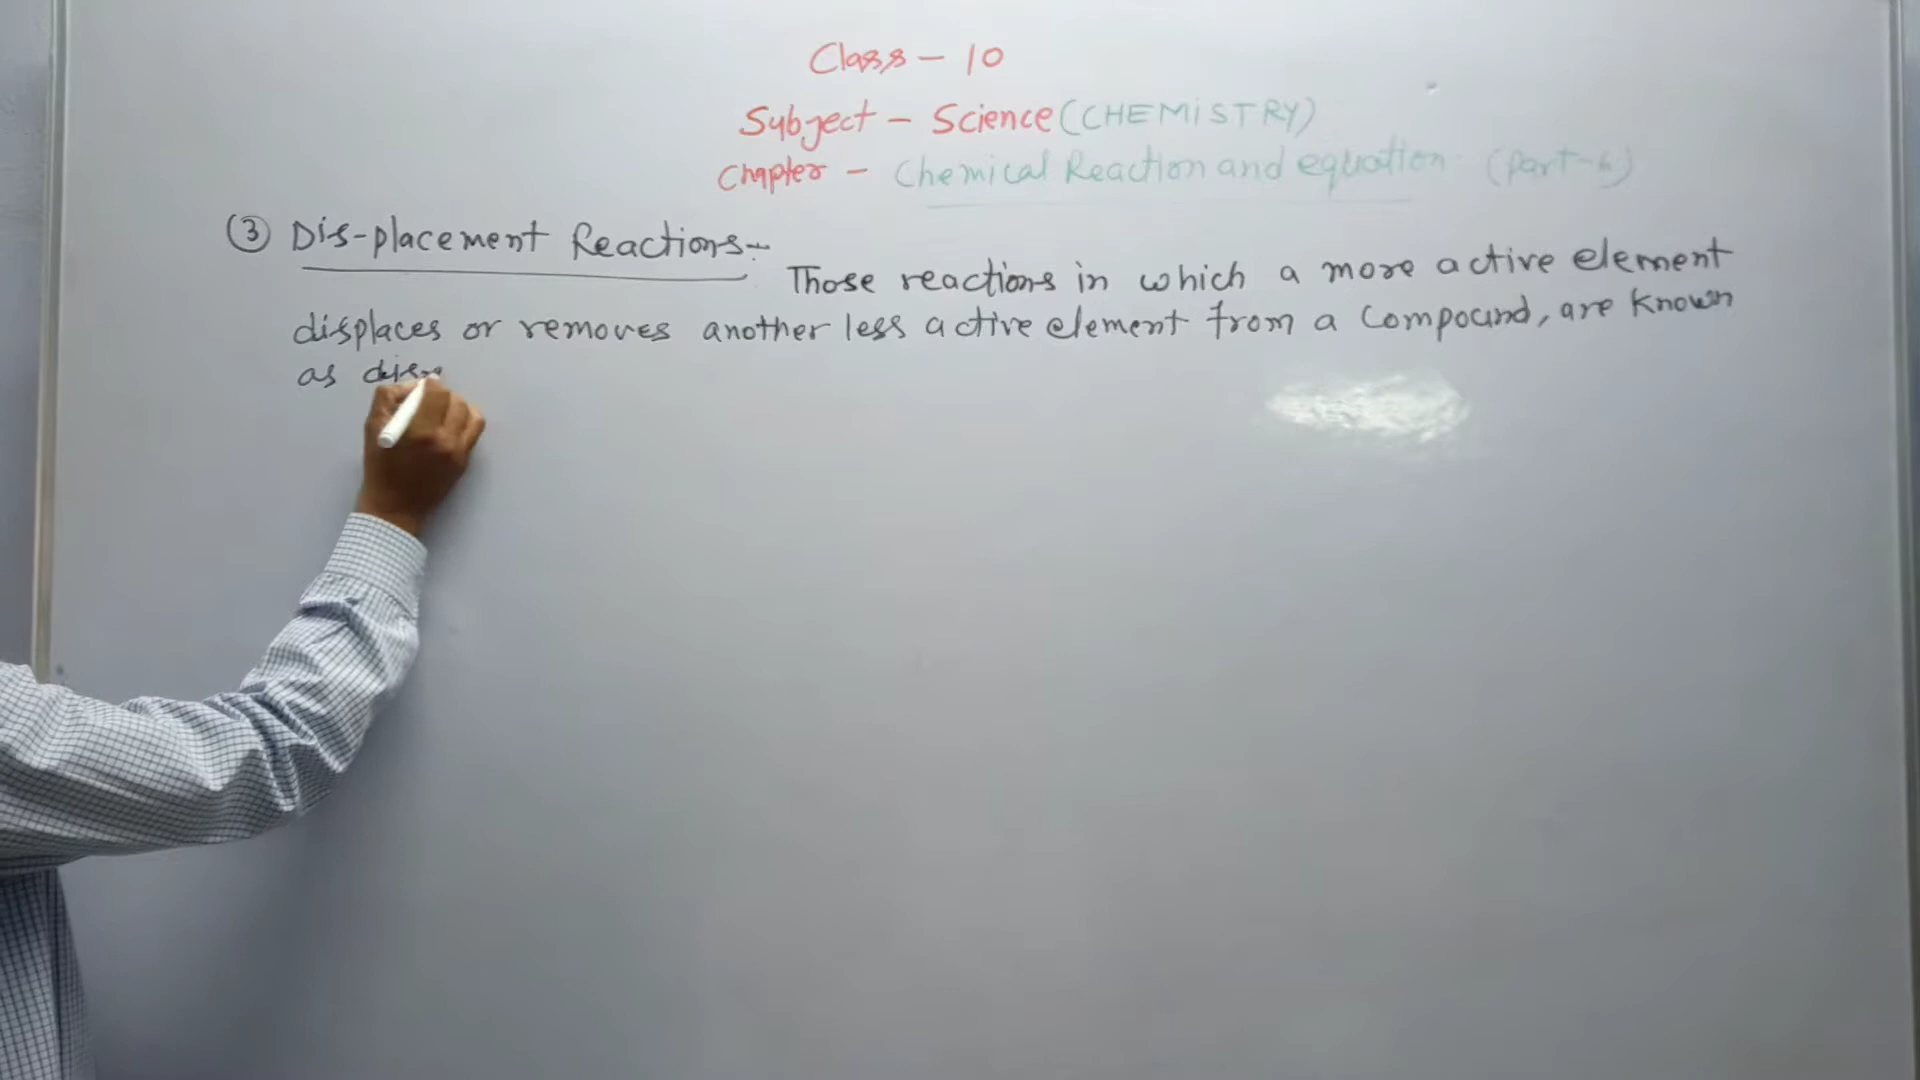 Class - 10
Subject - Science (CHEMISTRY)
Chapter - Chemical Reaction and equation (Part-6)
(3) Dis-placement Reactions-
Those reactions in which a more active element
displaces or removes another less active element from a compound, are known
as dis